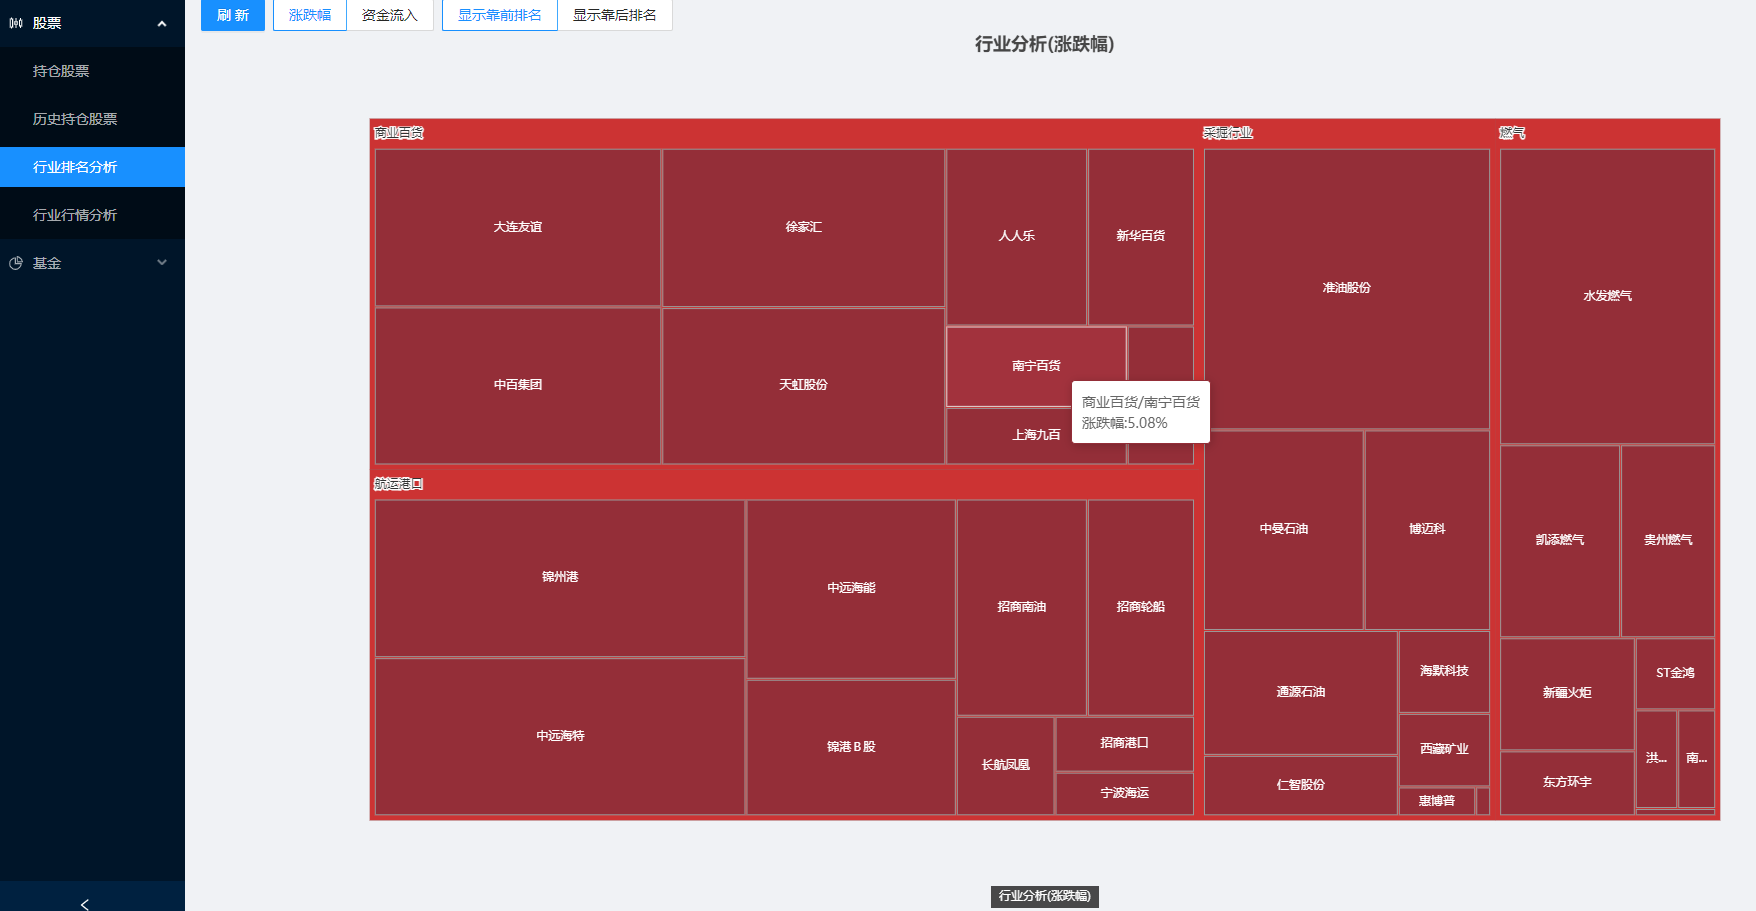 股票
持仓股票
历史持仓股票
行业排名分析
行业行情分析
基金
刷 新
涨跌幅
资金流入
显示靠前排名
显示靠后排名
行业分析(涨跌幅)
商业百货
大连友谊
徐家汇
人人乐
新华百货
中百集团
天虹股份
南宁百货
上海九百
商业百货/南宁百货
涨跌幅:5.08%
航运港口
锦州港
中远海能
招商南油
招商轮船
中远海特
锦港Ｂ股
长航凤凰
招商港口
宁波海运
采掘行业
准油股份
中曼石油
博迈科
通源石油
海默科技
西藏矿业
仁智股份
惠博普
燃气
水发燃气
凯添燃气
贵州燃气
新疆火炬
ST金鸿
洪...
南...
东方环宇
行业分析(涨跌幅)